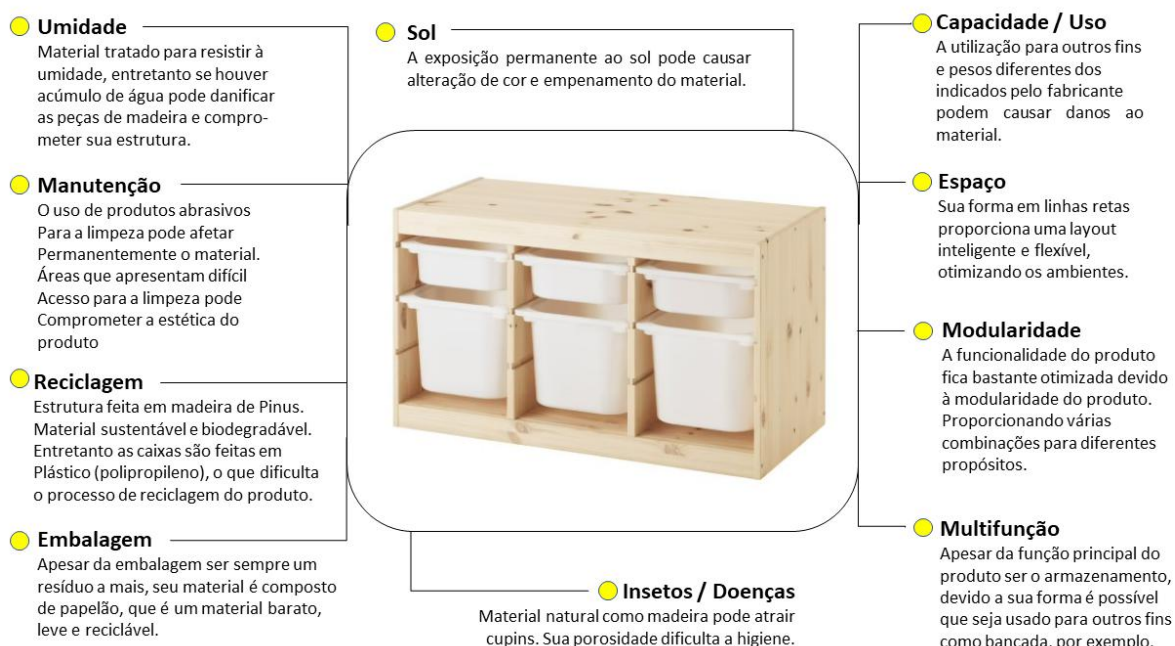 Umidade
Material tratado para resistir à
umidade, entretanto se houver
acúmulo de água pode danificar
as peças de madeira e compro-
meter sua estrutura.
Manutenção
O uso de produtos abrasivos
Para a limpeza pode afetar
Permanentemente o material.
Áreas que apresentam difícil
Acesso para a limpeza pode
Comprometer a estética do
produto
Reciclagem
Estrutura feita em madeira de Pinus.
Material sustentável e biodegradável.
Entretanto as caixas são feitas em
Plástico (polipropileno), o que dificulta
o processo de reciclagem do produto.
Embalagem
Apesar da embalagem ser sempre um
resíduo a mais, seu material é composto
de papelão, que é um material barato,
leve e reciclável.
Sol
A exposição permanente ao sol pode causar
alteração de cor e empenamento do material.
Insetos / Doenças
Material natural como madeira pode atrair
cupins. Sua porosidade dificulta a higiene.
Capacidade / Uso
A utilização para outros fins
e pesos diferentes dos
indicados pelo fabricante
podem causar danos ao
material.
Espaço
Sua forma em linhas retas
proporciona uma layout
inteligente e flexível,
otimizando os ambientes.
Modularidade
A funcionalidade do produto
fica bastante otimizada devido
à modularidade do produto.
Proporcionando várias
combinações para diferentes
propósitos.
Multifunção
Apesar da função principal do
produto ser o armazenamento,
devido a sua forma é possível
que seja usado para outros fins
como bancada, por exemplo.